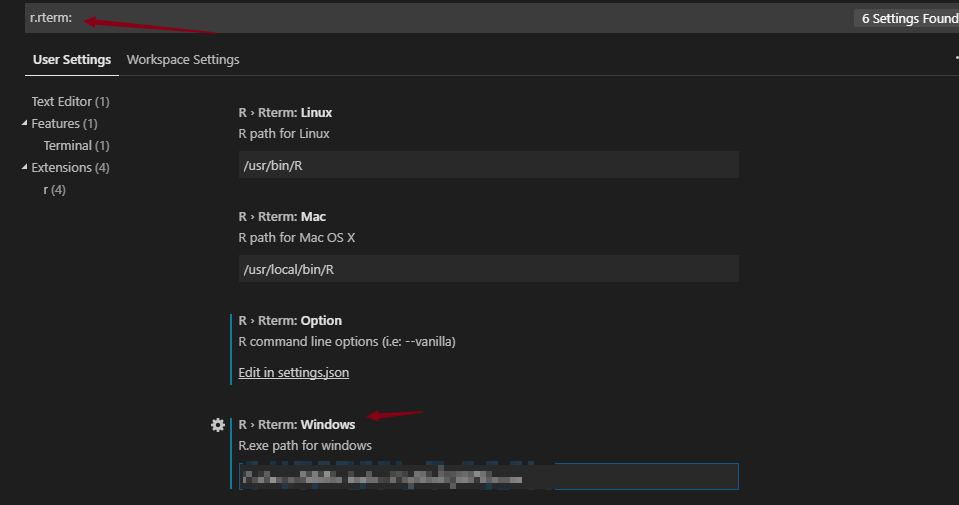 r.rterm:
6 Settings Found
User Settings
Workspace Settings
Text Editor (1)
Features (1)
Terminal (1)
Extensions (4)
r (4)
R › Rterm: Linux
R path for Linux
/usr/bin/R
R › Rterm: Mac
R path for Mac OS X
/usr/local/bin/R
R › Rterm: Option
R command line options (i.e: --vanilla)
Edit in settings.json
R › Rterm: Windows
R.exe path for windows